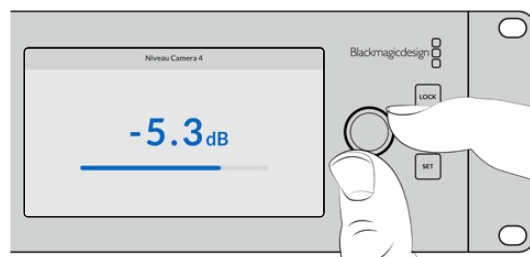 Niveau Camera 4
Blackmagicdesign
LOCK
-5.3dB
SET